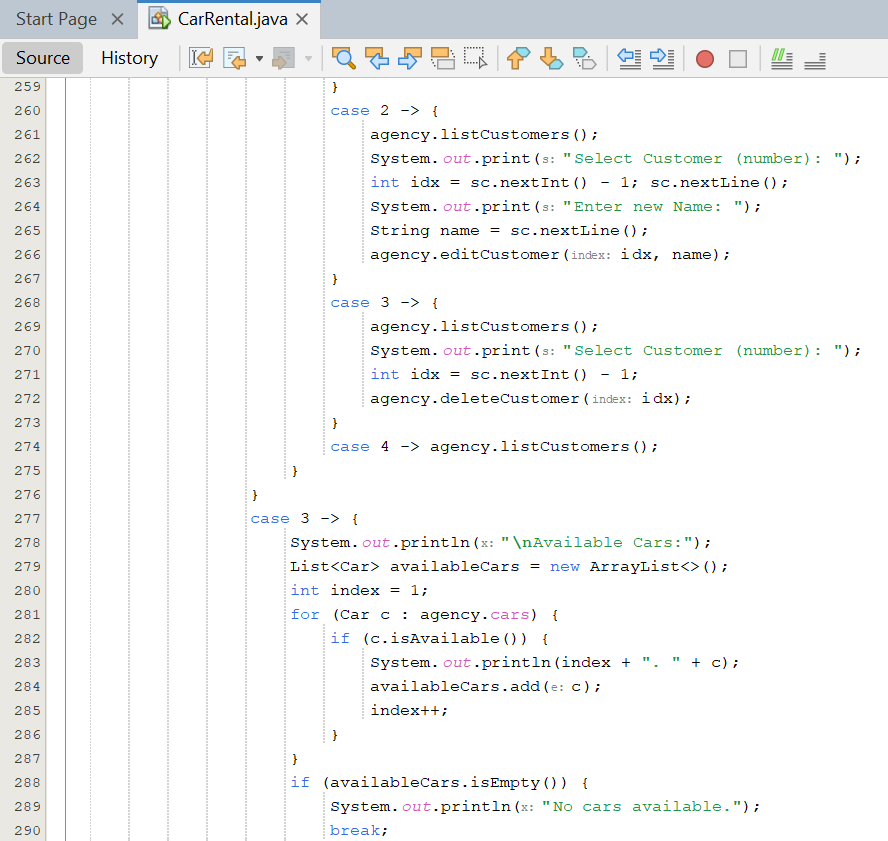 Start Page
CarRental.java
Source
History
259 }
260 case 2 -> {
261 agency.listCustomers();
262 System.out.print(s: "Select Customer (number): ");
263 int idx = sc.nextInt() - 1; sc.nextLine();
264 System.out.print(s: "Enter new Name: ");
265 String name = sc.nextLine();
266 agency.editCustomer(index: idx, name);
267 }
268 case 3 -> {
269 agency.listCustomers();
270 System.out.print(s: "Select Customer (number): ");
271 int idx = sc.nextInt() - 1;
272 agency.deleteCustomer(index: idx);
273 }
274 case 4 -> agency.listCustomers();
275 }
276 }
277 case 3 -> {
278 System.out.println(x: "\nAvailable Cars:");
279 List<Car> availableCars = new ArrayList<>();
280 int index = 1;
281 for (Car c : agency.cars) {
282 if (c.isAvailable()) {
283 System.out.println(index + ". " + c);
284 availableCars.add(e: c);
285 index++;
286 }
287 }
288 if (availableCars.isEmpty()) {
289 System.out.println(x: "No cars available.");
290 break;